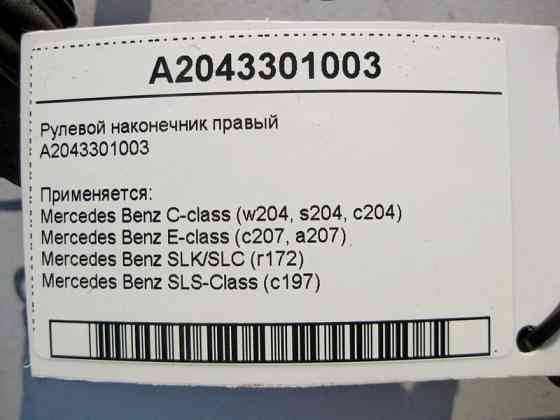 A2043301003
Рулевой наконечник правый
A2043301003
Применяется:
Mercedes Benz C-class (w204, s204, c204)
Mercedes Benz E-class (c207, a207)
Mercedes Benz SLK/SLC (r172)
Mercedes Benz SLS-Class (c197)